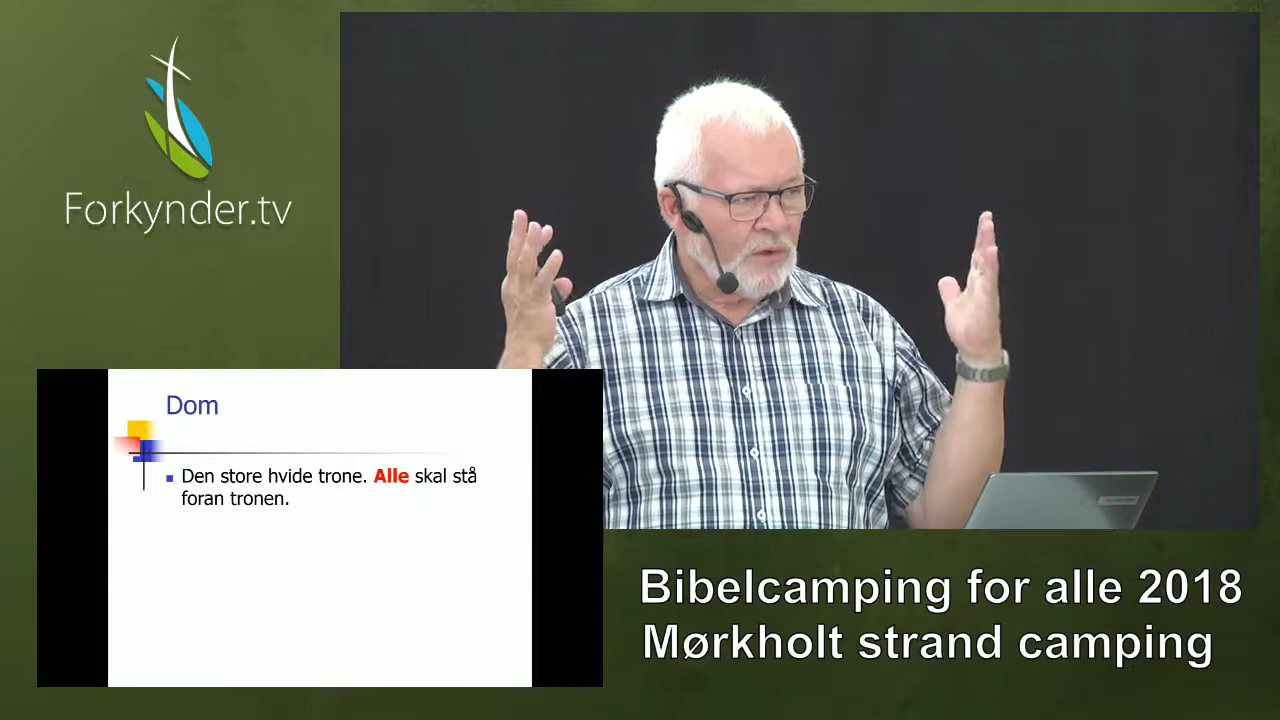 Forkynder.tv
Dom
Den store hvide trone. Alle skal stå
foran tronen.
Bibelcamping for alle 2018
Mørkholt strand camping